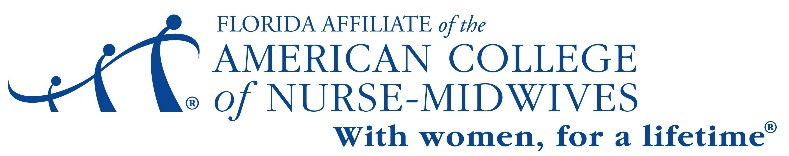 FLORIDA AFFILIATE of the
AMERICAN COLLEGE
® of NURSE-MIDWIVES
With women, for a lifetime®